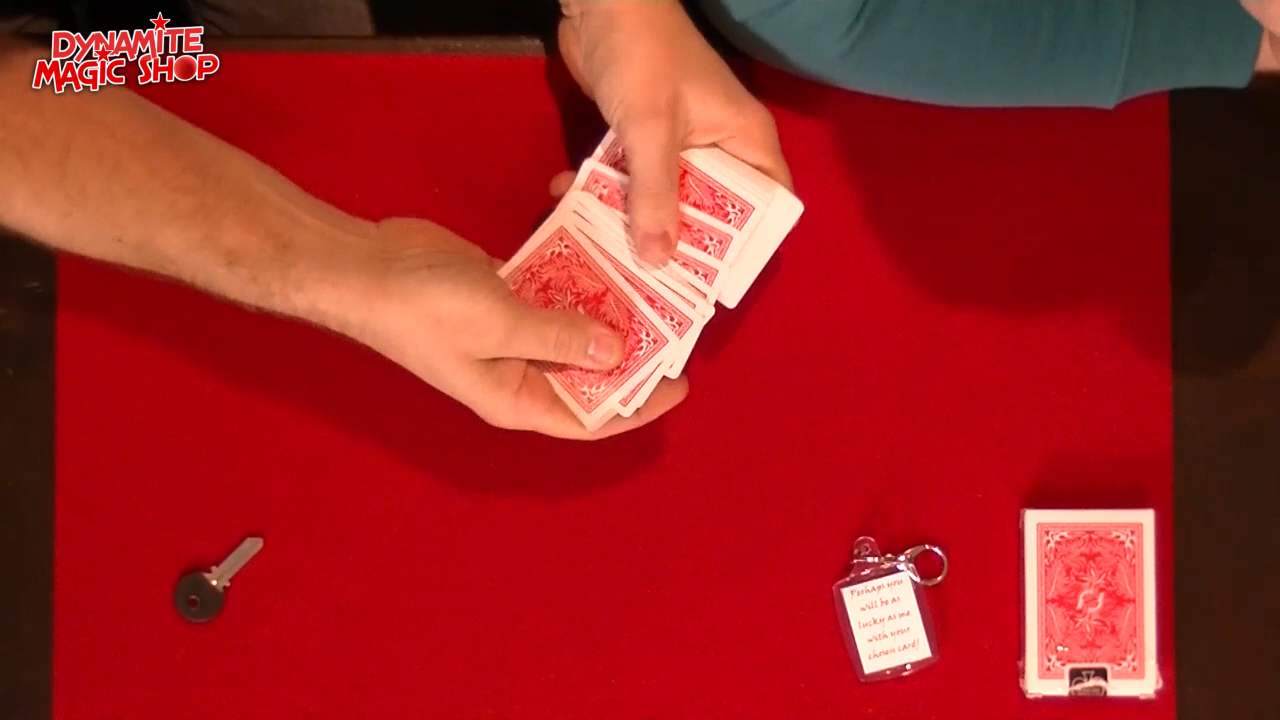 DYNAMITE
MAGIC SHOP
Perhaps you
will be as
lucky as me
with your
chosen card!